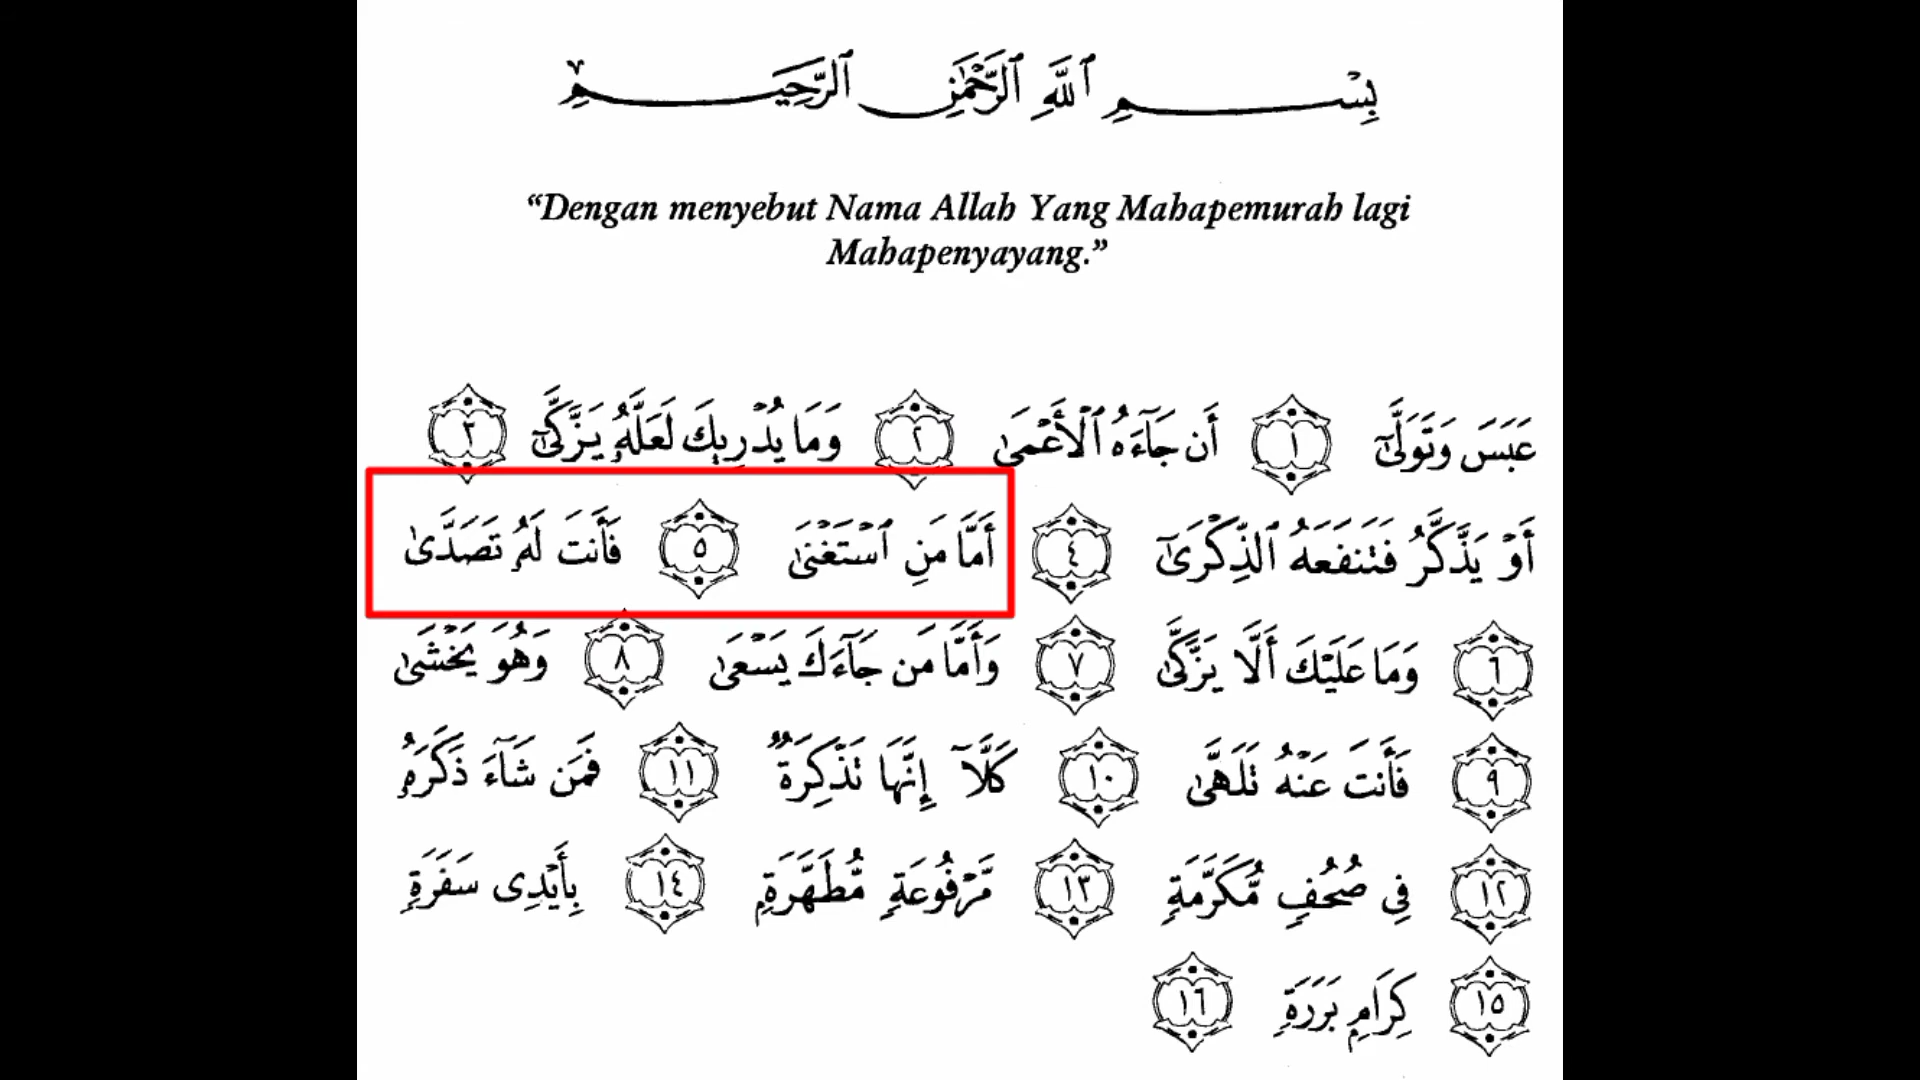 بِسْمِ ٱللَّهِ ٱلرَّحْمَٰنِ ٱلرَّحِيمِ
“Dengan menyebut Nama Allah Yang Mahapemurah lagi
Mahapenyayang.”
عَبَسَ وَتَوَلَّىٰٓ ١ أَن جَآءَهُ ٱلْأَعْمَىٰ ٢ وَمَا يُدْرِيكَ لَعَلَّهُۥ يَزَّكَّىٰٓ ٣
أَوْ يَذَّكَّرُ فَتَنفَعَهُ ٱلذِّكْرَىٰٓ ٤ أَمَّا مَنِ ٱسْتَغْنَىٰ ٥ فَأَنتَ لَهُۥ تَصَدَّىٰ
٦ وَمَا عَلَيْكَ أَلَّا يَزَّكَّىٰ ٧ وَأَمَّا مَن جَآءَكَ يَسْعَىٰ ٨ وَهُوَ يَخْشَىٰ
٩ فَأَنتَ عَنْهُ تَلَهَّىٰ ١٠ كَلَّآ إِنَّهَا تَذْكِرَةٌ ١١ فَمَن شَآءَ ذَكَرَهُۥ
١٢ فِى صُحُفٍ مُّكَرَّمَةٍ ١٣ مَّرْفُوعَةٍ مُّطَهَّرَةٍۭ ١٤ بِأَيْدِى سَفَرَةٍ
١٥ كِرَامٍۭ بَرَرَةٍ ١٦